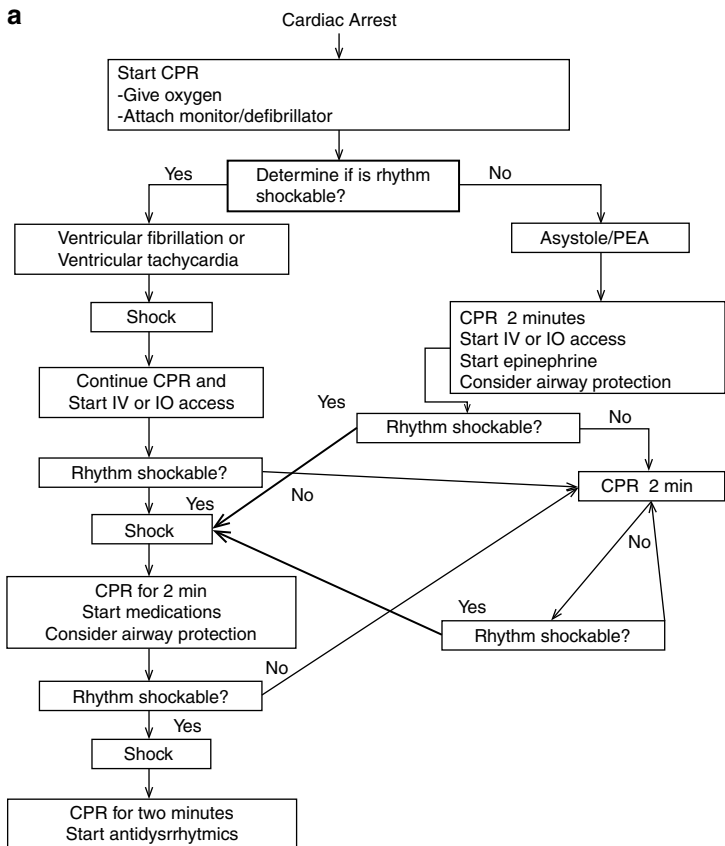 a
Cardiac Arrest
Start CPR
-Give oxygen
-Attach monitor/defibrillator
Yes
Determine if is rhythm
shockable?
No
Ventricular fibrillation or
Ventricular tachycardia
Asystole/PEA
Shock
CPR 2 minutes
Start IV or IO access
Start epinephrine
Consider airway protection
Continue CPR and
Start IV or IO access
Yes
Rhythm shockable?
No
Rhythm shockable?
No
CPR 2 min
Yes
Shock
No
CPR for 2 min
Start medications
Consider airway protection
Yes
Rhythm shockable?
No
Rhythm shockable?
Yes
Shock
CPR for two minutes
Start antidysrrhytmics